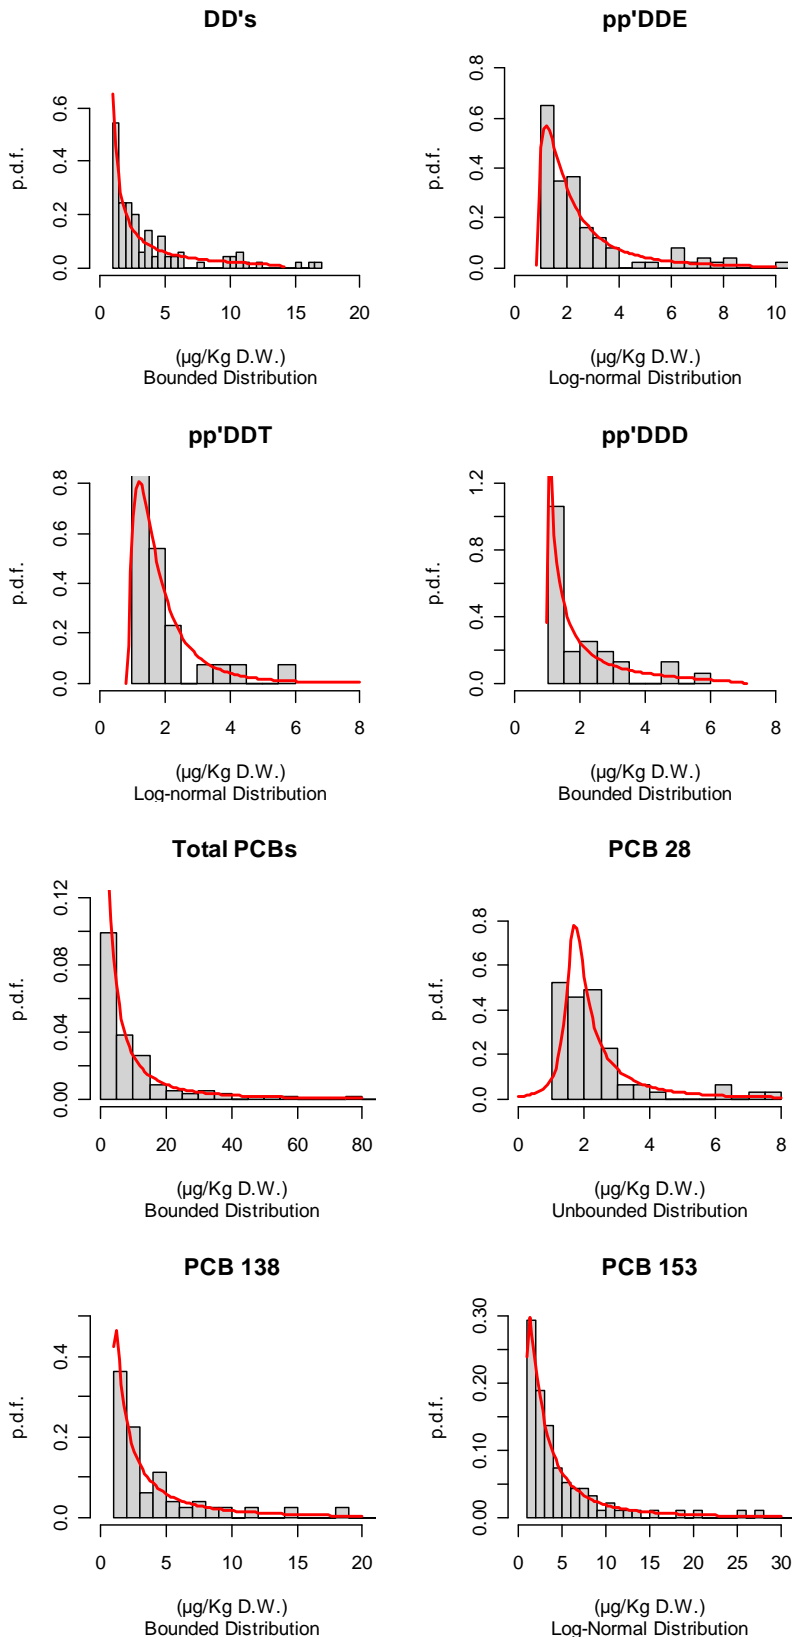 DD's
p.d.f.
0.0 0.2 0.4 0.6
0 5 10 15 20
(µg/Kg D.W.)
Bounded Distribution
pp'DDE
p.d.f.
0.0 0.2 0.4 0.6 0.8
0 2 4 6 8 10
(µg/Kg D.W.)
Log-normal Distribution
pp'DDT
p.d.f.
0.0 0.2 0.4 0.6 0.8
0 2 4 6 8
(µg/Kg D.W.)
Log-normal Distribution
pp'DDD
p.d.f.
0.0 0.4 0.8 1.2
0 2 4 6 8
(µg/Kg D.W.)
Bounded Distribution
Total PCBs
p.d.f.
0.00 0.04 0.08 0.12
0 20 40 60 80
(µg/Kg D.W.)
Bounded Distribution
PCB 28
p.d.f.
0.0 0.2 0.4 0.6 0.8
0 2 4 6 8
(µg/Kg D.W.)
Unbounded Distribution
PCB 138
p.d.f.
0.0 0.2 0.4
0 5 10 15 20
(µg/Kg D.W.)
Bounded Distribution
PCB 153
p.d.f.
0.00 0.10 0.20 0.30
0 5 10 15 20 25 30
(µg/Kg D.W.)
Log-Normal Distribution